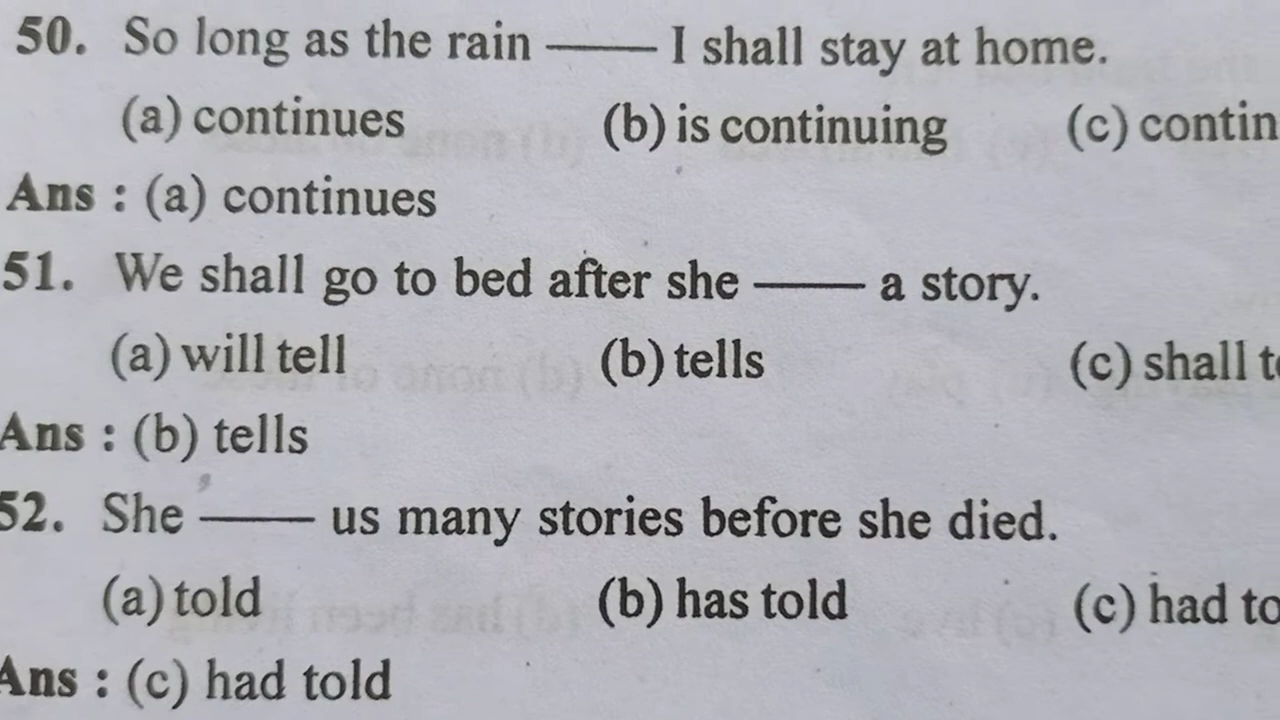 50. So long as the rain —— I shall stay at home.
(a) continues (b) is continuing (c) contin
Ans : (a) continues
51. We shall go to bed after she —— a story.
(a) will tell (b) tells (c) shall te
Ans : (b) tells
52. She —— us many stories before she died.
(a) told (b) has told (c) had to
Ans : (c) had told